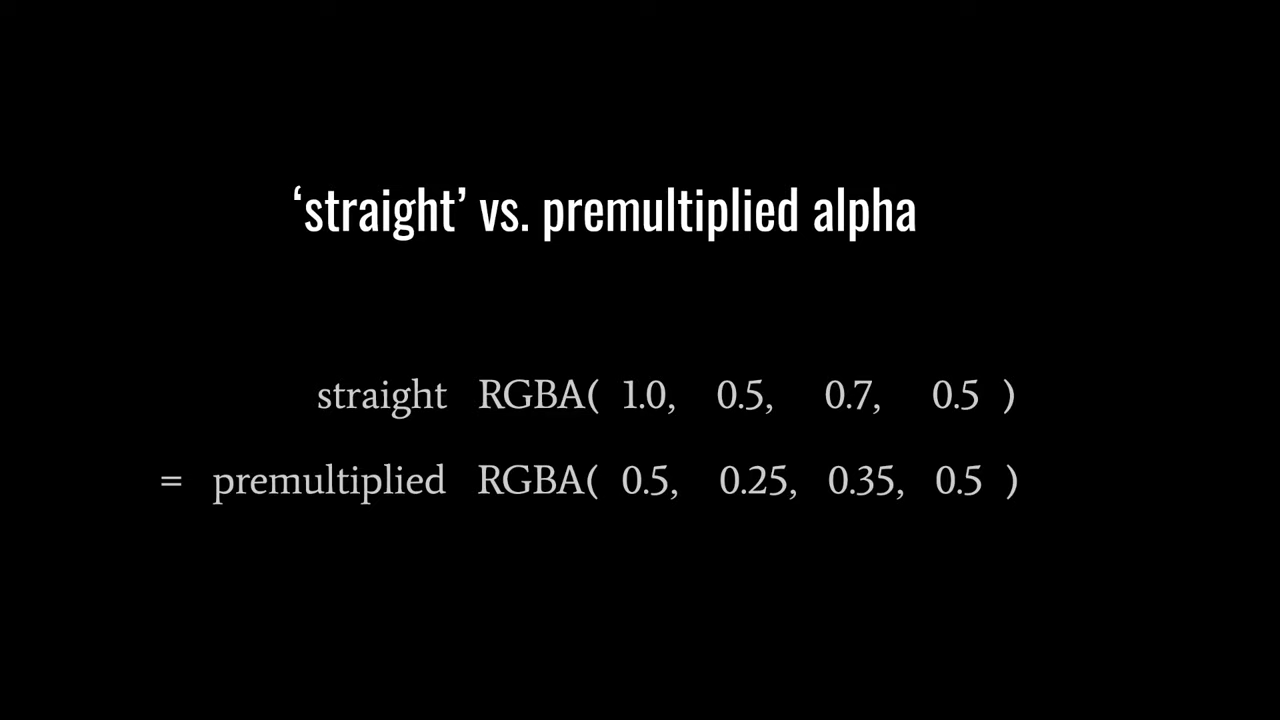 ‘straight’ vs. premultiplied alpha
straight RGBA( 1.0, 0.5, 0.7, 0.5 )
= premultiplied RGBA( 0.5, 0.25, 0.35, 0.5 )